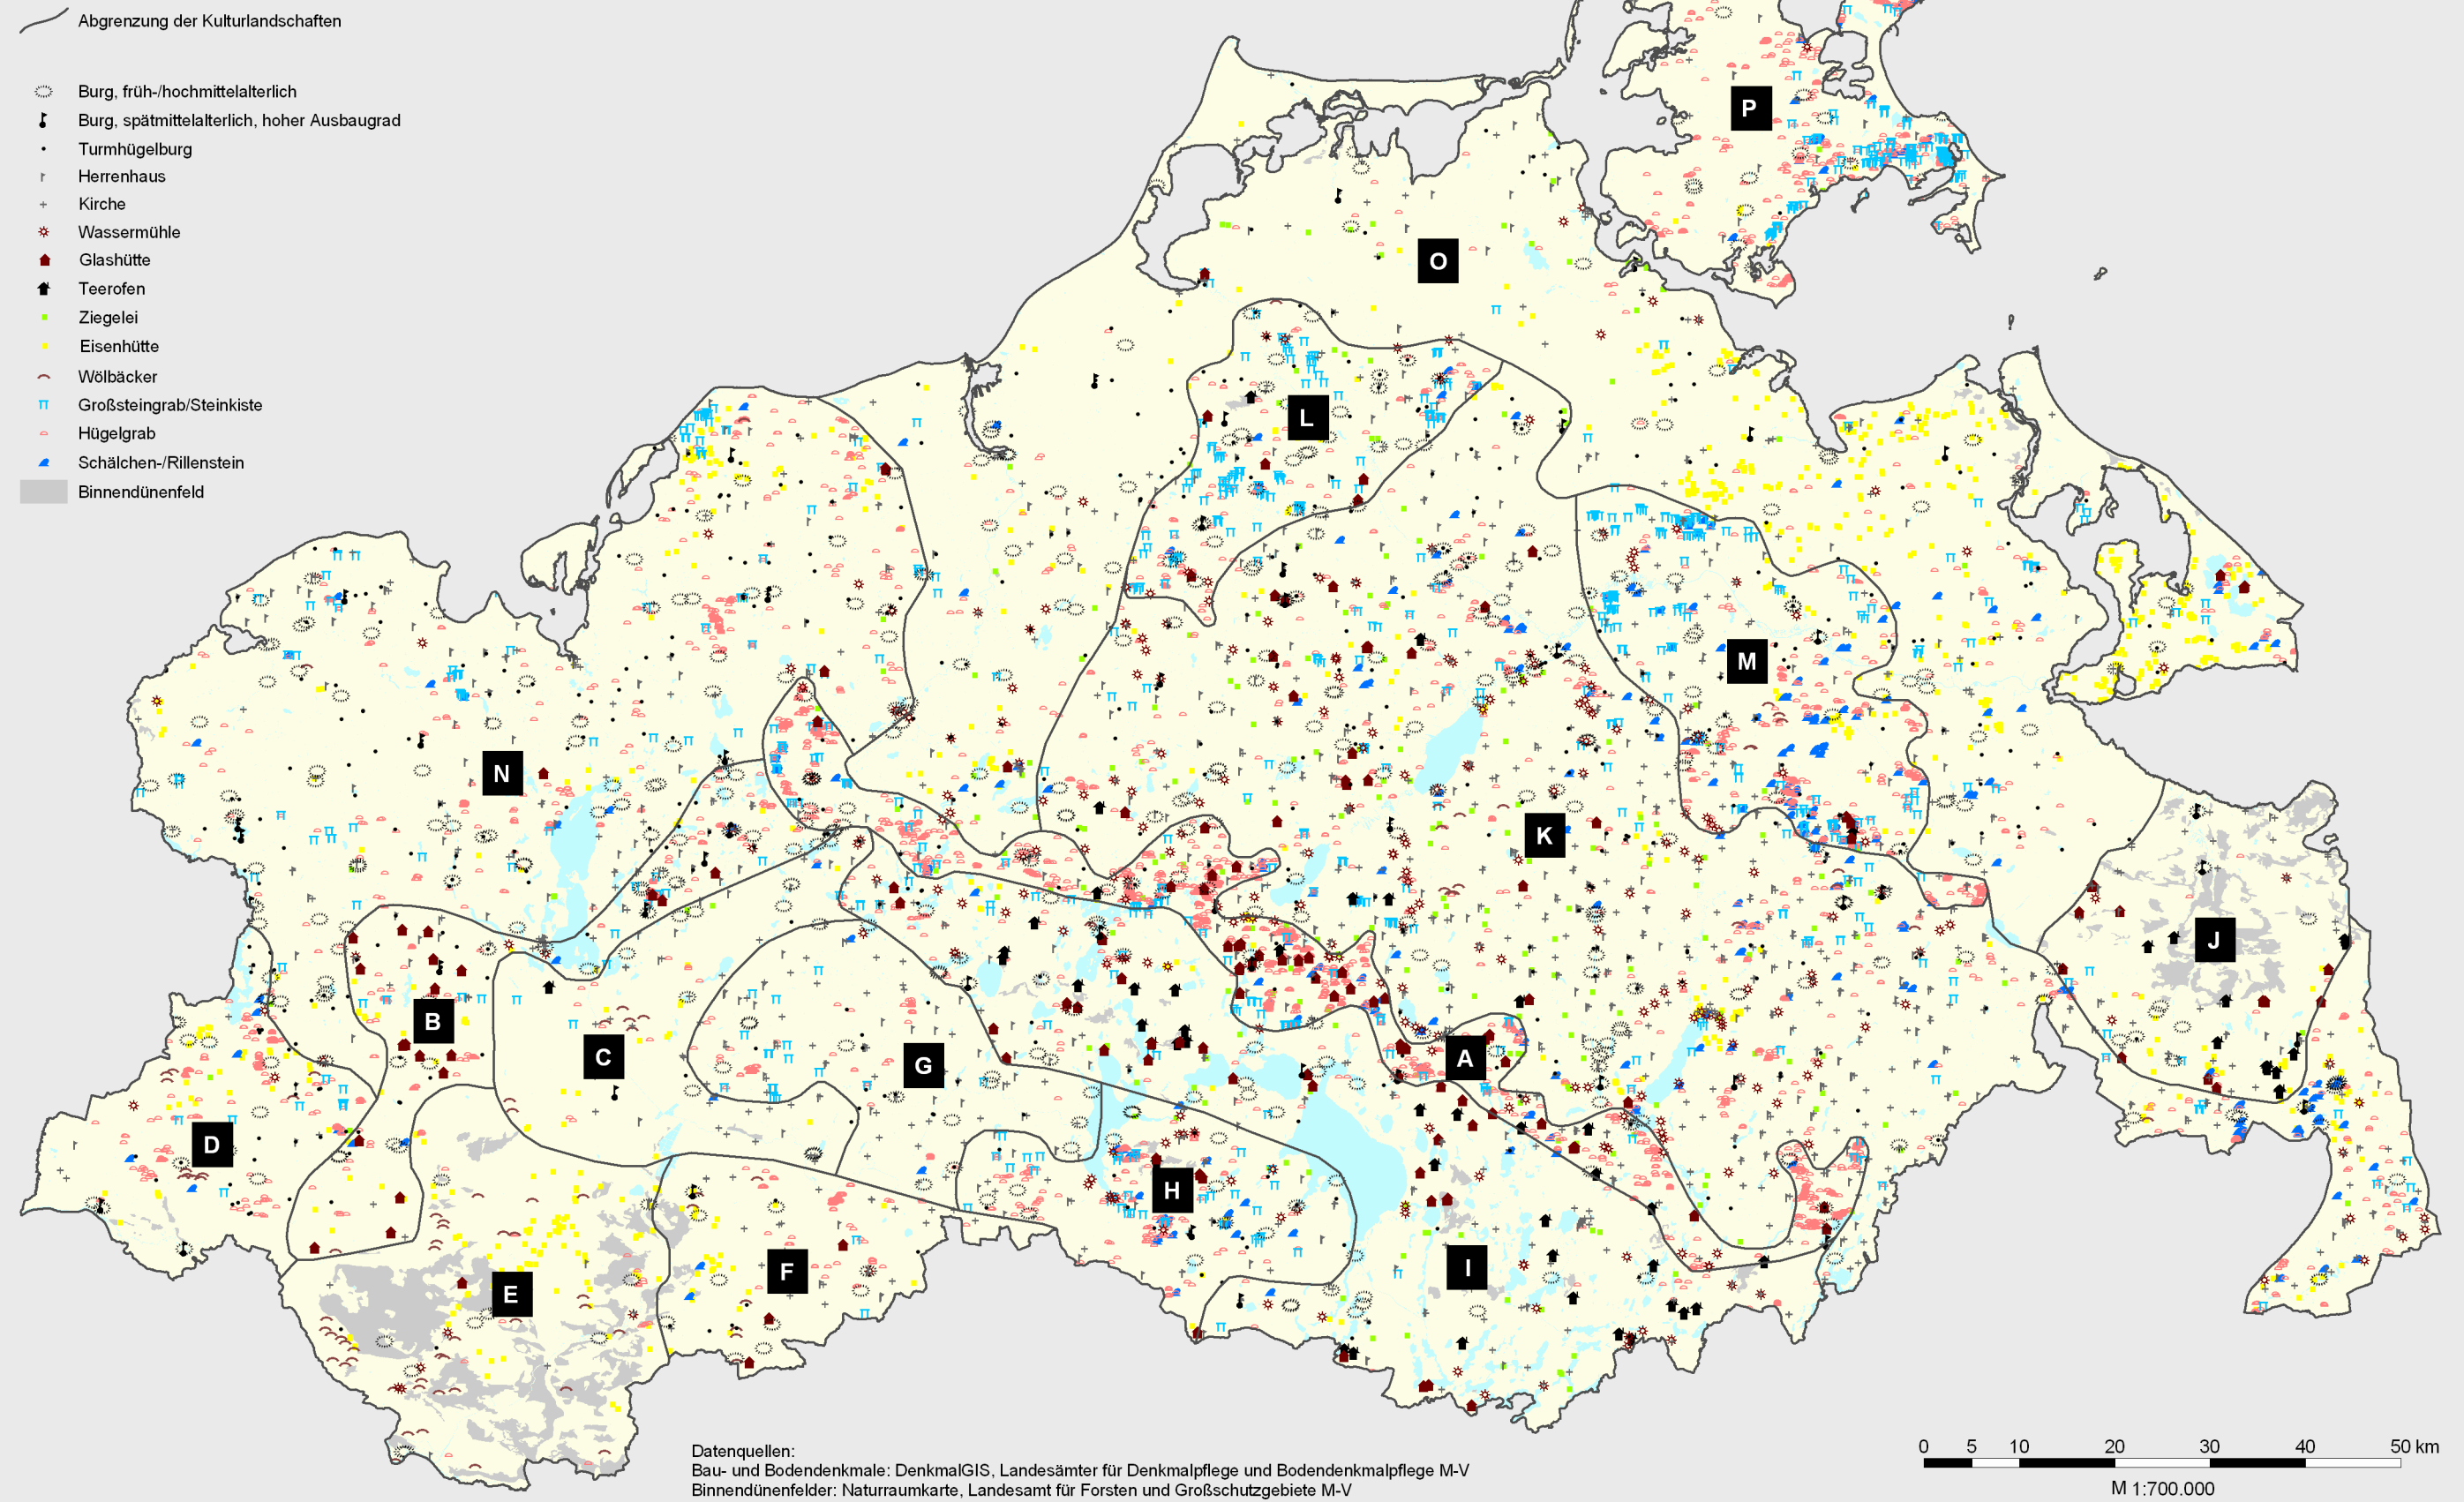 Abgrenzung der Kulturlandschaften
Burg, früh-/hochmittelalterlich
Burg, spätmittelalterlich, hoher Ausbaugrad
Turmhügelburg
Herrenhaus
Kirche
Wassermühle
Glashütte
Teerofen
Ziegelei
Eisenhütte
Wölbäcker
Großsteingrab/Steinkiste
Hügelgrab
Schälchen-/Rillenstein
Binnendünenfeld
P
O
L
M
N
K
J
B
C
G
A
D
H
F
I
E
Datenquellen:
Bau- und Bodendenkmale: DenkmalGIS, Landesämter für Denkmalpflege und Bodendenkmalpflege M-V
Binnendünenfelder: Naturraumkarte, Landesamt für Forsten und Großschutzgebiete M-V
0 5 10 20 30 40 50 km
M 1:700.000